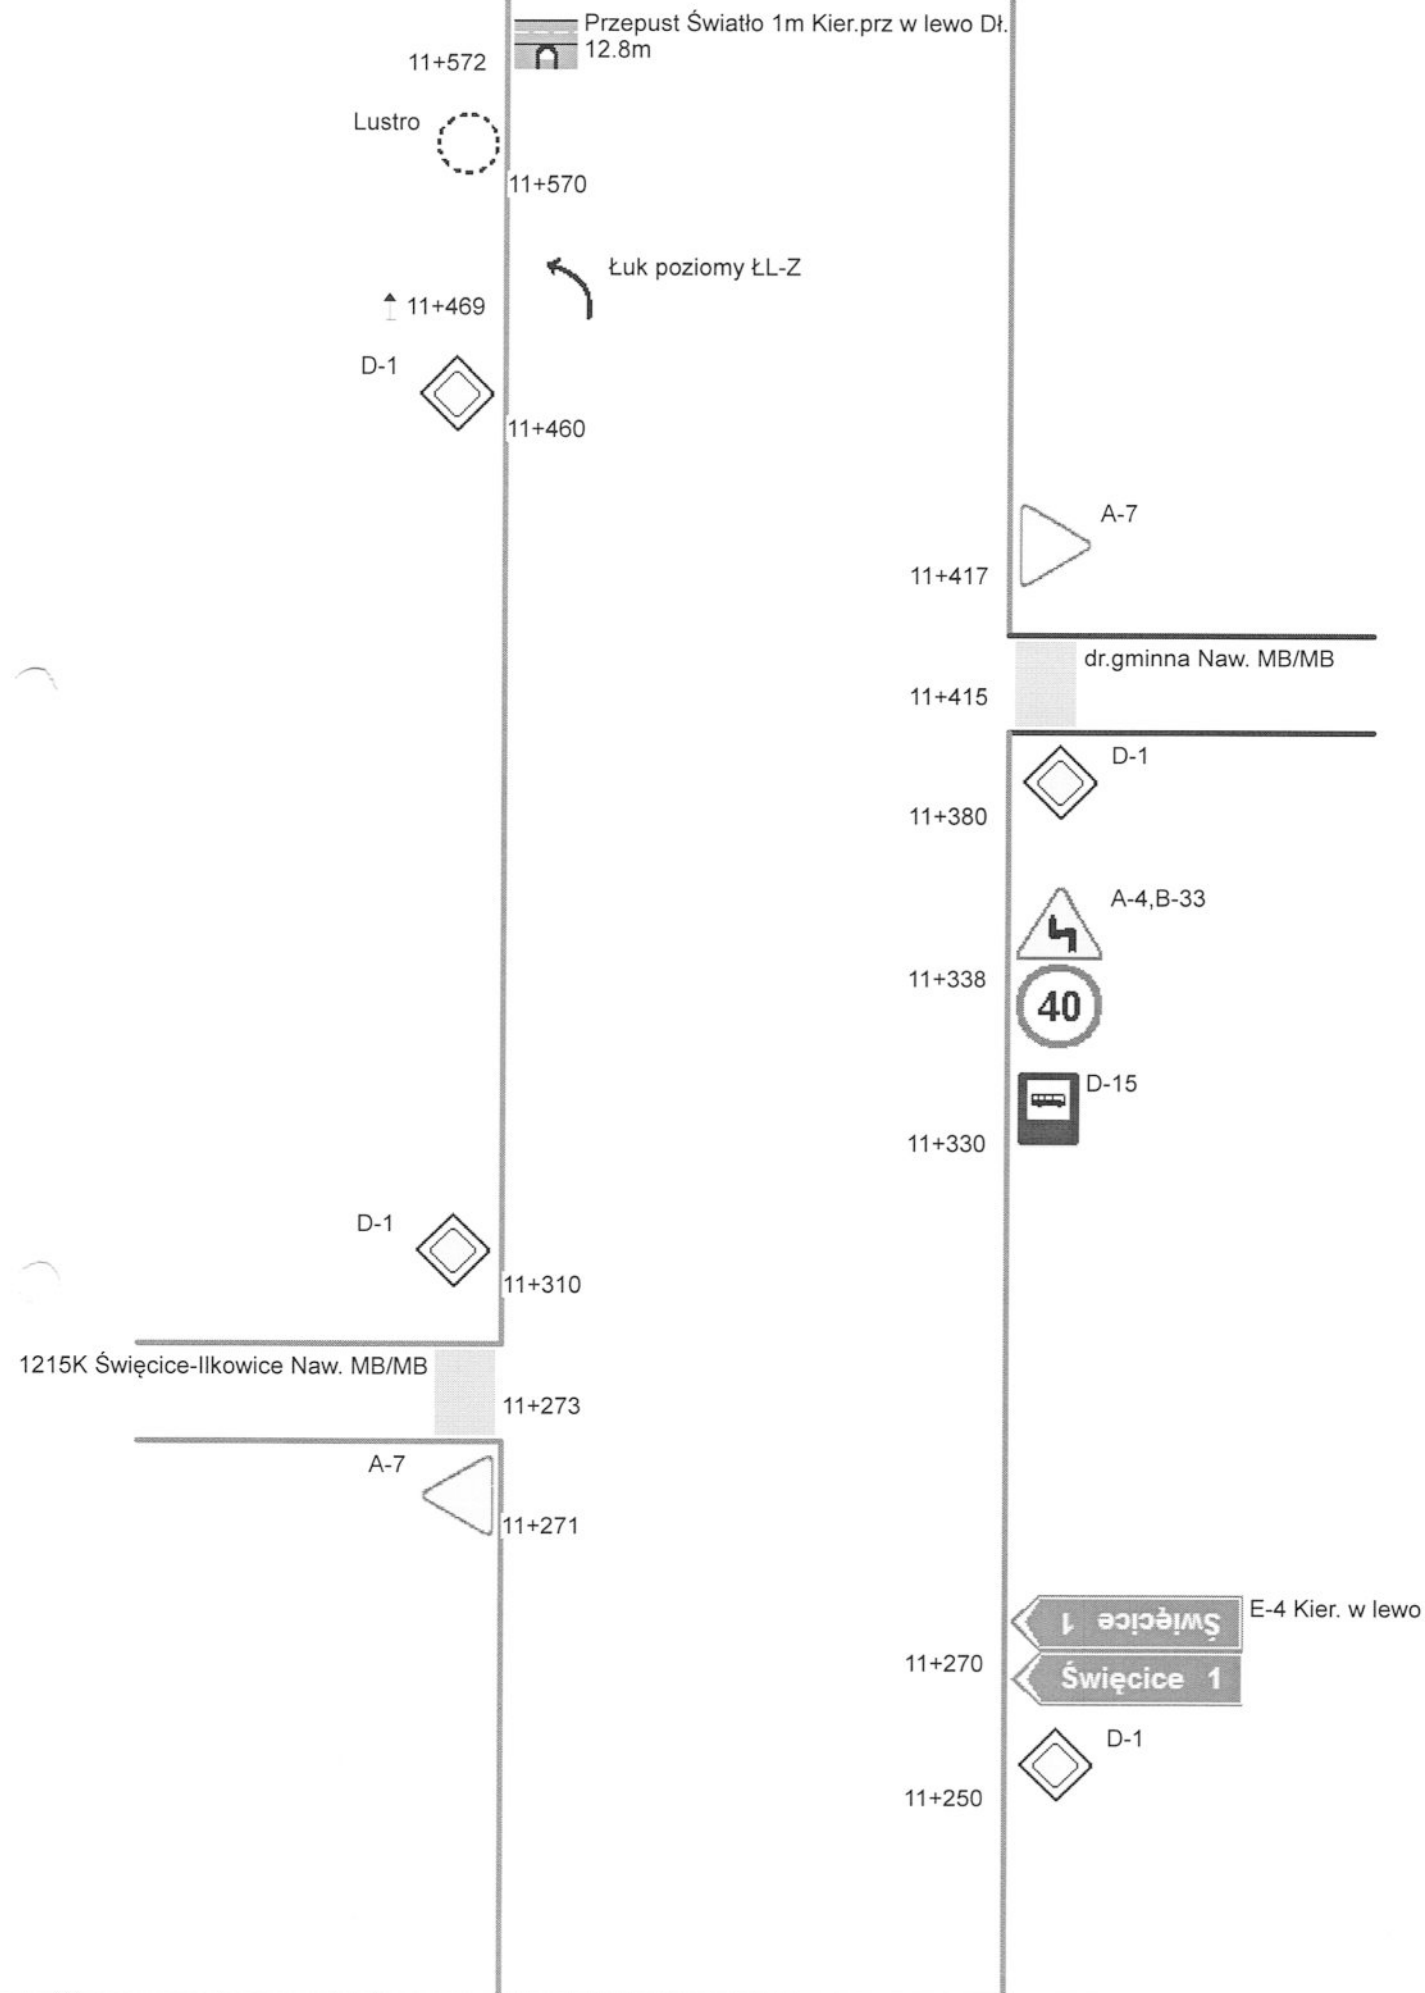 Przepust Światło 1m Kier.prz w lewo Dł.
12.8m
11+572
Lustro
11+570
Łuk poziomy ŁL-Z
11+469
D-1
11+460
A-7
11+417
dr.gminna Naw. MB/MB
11+415
D-1
11+380
A-4,B-33
11+338
40
D-15
11+330
D-1
11+310
1215K Święcice-Ilkowice Naw. MB/MB
11+273
A-7
11+271
E-4 Kier. w lewo
Święcice 1
11+270
Święcice 1
D-1
11+250